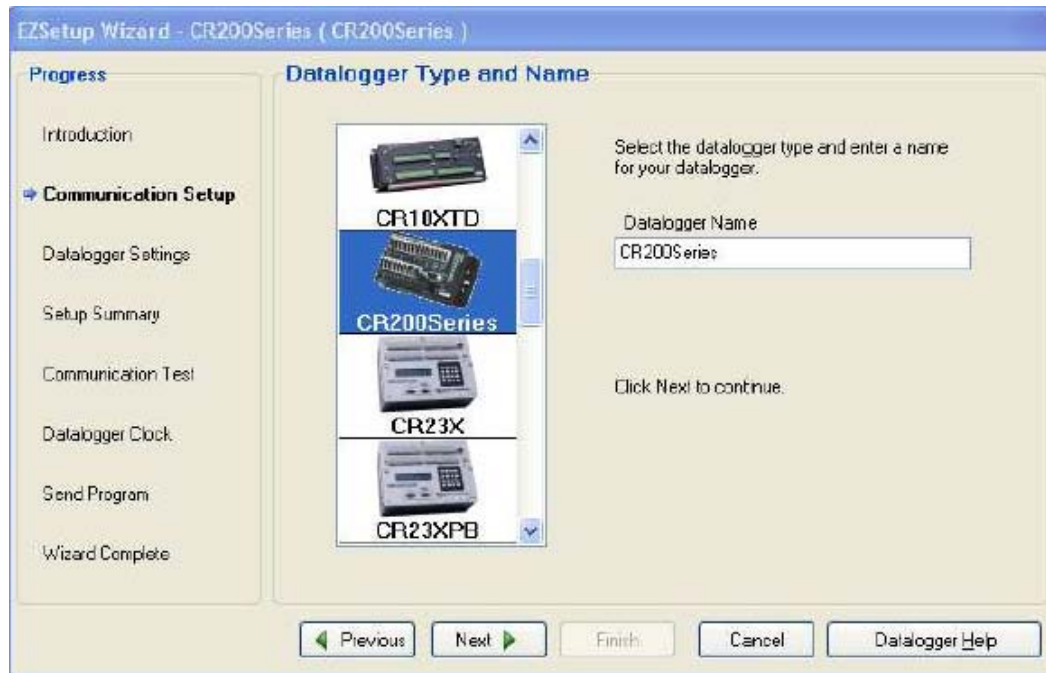 EZSetup Wizard - CR200Series ( CR200Series )
Progress
Introduction
Communication Setup
Datalogger Settings
Setup Summary
Communication Test
Datalogger Clock
Send Program
Wizard Complete
Datalogger Type and Name
CR10XTD
CR200Series
CR23X
CR23XPB
Select the datalogger type and enter a name
for your datalogger.
Datalogger Name
CR200Series
Click Next to continue.
Previous
Next
Finish
Cancel
Datalogger Help